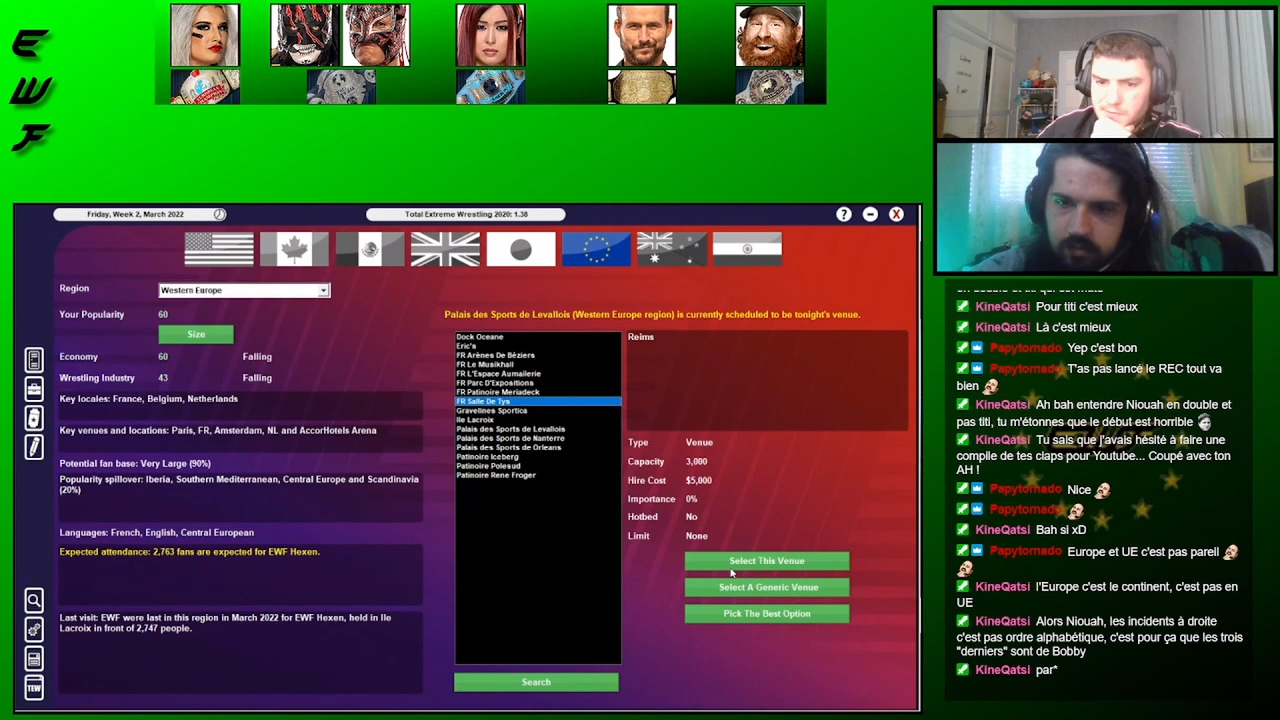 E
W
F
Friday, Week 2, March 2022
Total Extreme Wrestling 2020: 1.38
?
X
Region
Western Europe
Your Popularity 60
Size
Economy 60 Falling
Wrestling Industry 43 Falling
Key locales: France, Belgium, Netherlands
Key venues and locations: Paris, FR, Amsterdam, NL and AccorHotels Arena
Potential fan base: Very Large (90%)
Popularity spillover: Iberia, Southern Mediterranean, Central Europe and Scandinavia
(20%)
Languages: French, English, Central European
Expected attendance: 2,763 fans are expected for EWF Hexen.
Last visit: EWF were last in this region in March 2022 for EWF Hexen, held in Ile
Lacroix in front of 2,747 people.
TEW
Palais des Sports de Levallois (Western Europe region) is currently scheduled to be tonight's venue.
Dock Oceane
Eric's
FR Arènes De Béziers
FR Le Musikhall
FR L'Espace Aumailerie
FR Parc D'Expositions
FR Patinoire Meriadeck
FR Salle De Tys
Gravelines Sportica
Ile Lacroix
Palais des Sports de Levallois
Palais des Sports de Nanterre
Palais des Sports de Orleans
Patinoire Iceberg
Patinoire Polesud
Patinoire Rene Froger
Search
Reims
Type Venue
Capacity 3,000
Hire Cost $5,000
Importance 0%
Hotbed No
Limit None
Select This Venue
Select A Generic Venue
Pick The Best Option
KineQatsi Pour titi c'est mieux
KineQatsi Là c'est mieux
Papytornado Yep c'est bon
Papytornado T'as pas lancé le REC tout va
bien
KineQatsi Ah bah entendre Niouah en double et
pas titi, tu m'étonnes que le début est horrible
KineQatsi Tu sais que j'avais hésité à faire une
compile de tes claps pour Youtube... Coupé avec ton
AH !
Papytornado Nice
Papytornado
KineQatsi Bah si xD
Papytornado Europe et UE c'est pas pareil
KineQatsi l'Europe c'est le continent, c'est pas en
UE
KineQatsi Alors Niouah, les incidents à droite
c'est pas ordre alphabétique, c'est pour ça que les trois
"derniers" sont de Bobby
KineQatsi par*